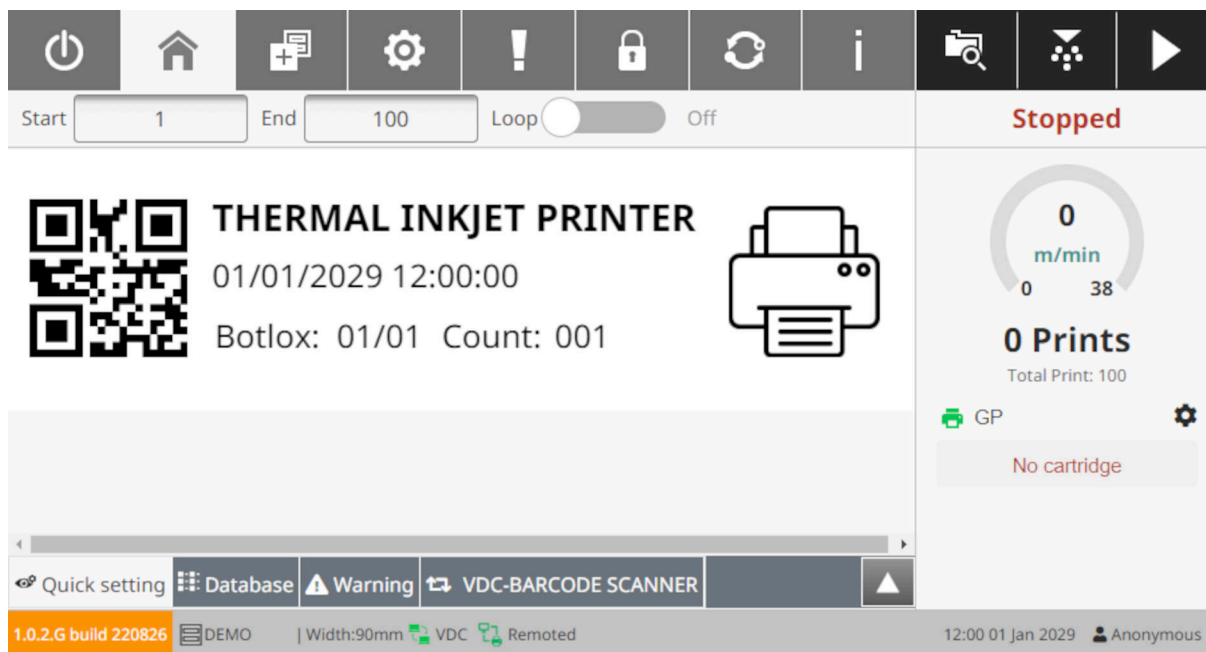 Start 1 End 100 Loop Off
Stopped
THERMAL INKJET PRINTER
01/01/2029 12:00:00
Botlox: 01/01 Count: 001
0
m/min
0 38
0 Prints
Total Print: 100
GP
No cartridge
Quick setting Database Warning VDC-BARCODE SCANNER
1.0.2.G build 220826 DEMO | Width:90mm VDC Remoted 12:00 01 Jan 2029 Anonymous